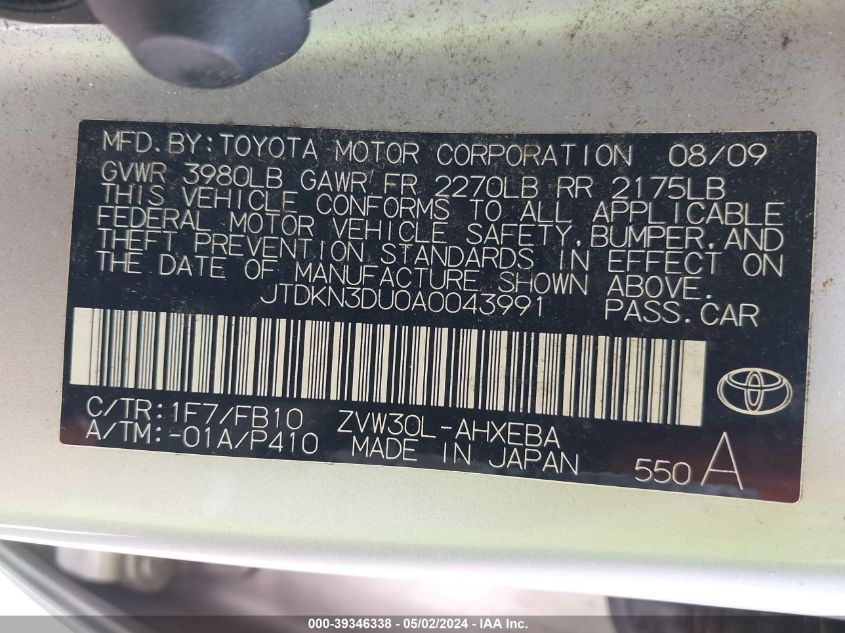 MFD. BY: TOYOTA MOTOR CORPORATION 08/09
GVWR 3980LB GAWR FR 2270LB RR 2175LB
THIS VEHICLE CONFORMS TO ALL APPLICABLE
FEDERAL MOTOR VEHICLE SAFETY, BUMPER, AND
THEFT PREVENTION STANDARDS IN EFFECT ON
THE DATE OF MANUFACTURE SHOWN ABOVE.
JTDKN3DU0A0043991 PASS. CAR
C/TR: 1F7/FB10 ZVW30L-AHXEBA
A/TM: -01A/P410 MADE IN JAPAN
550 A
000-39346338 - 05/02/2024 - IAA Inc.